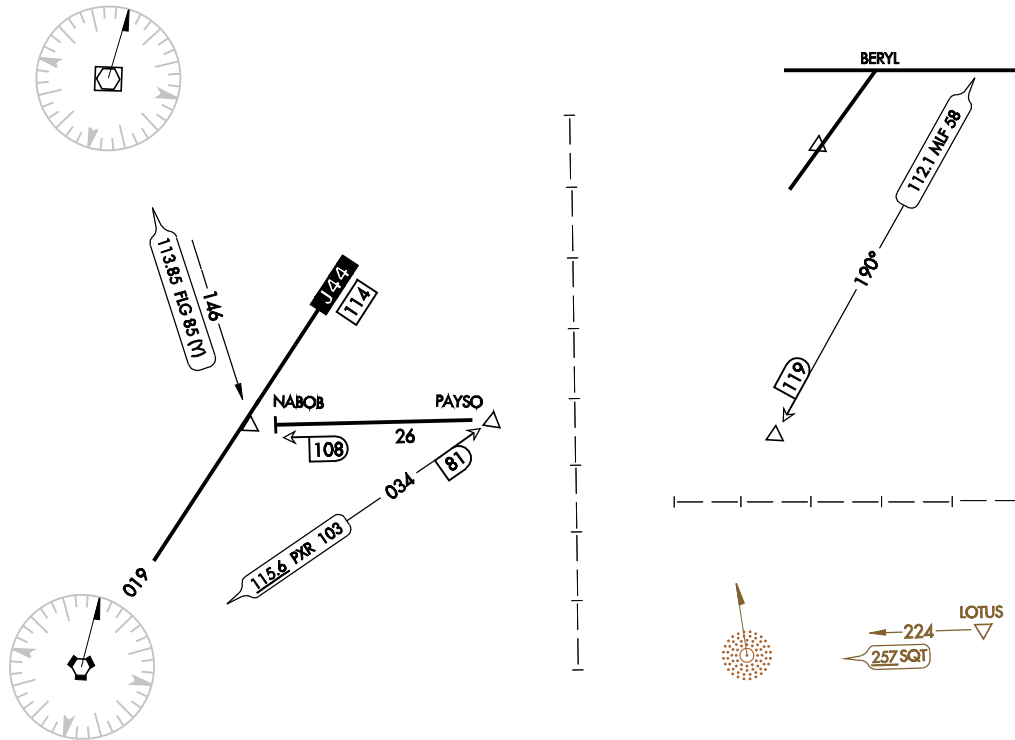 BERYL
112.1 MLF 58
190°
119
113.85 FLG 85 (Y)
146
J44
114
NABOB
PAYSO
26
108
81
034
115.6 PXR 103
019
LOTUS
224
257 SQT